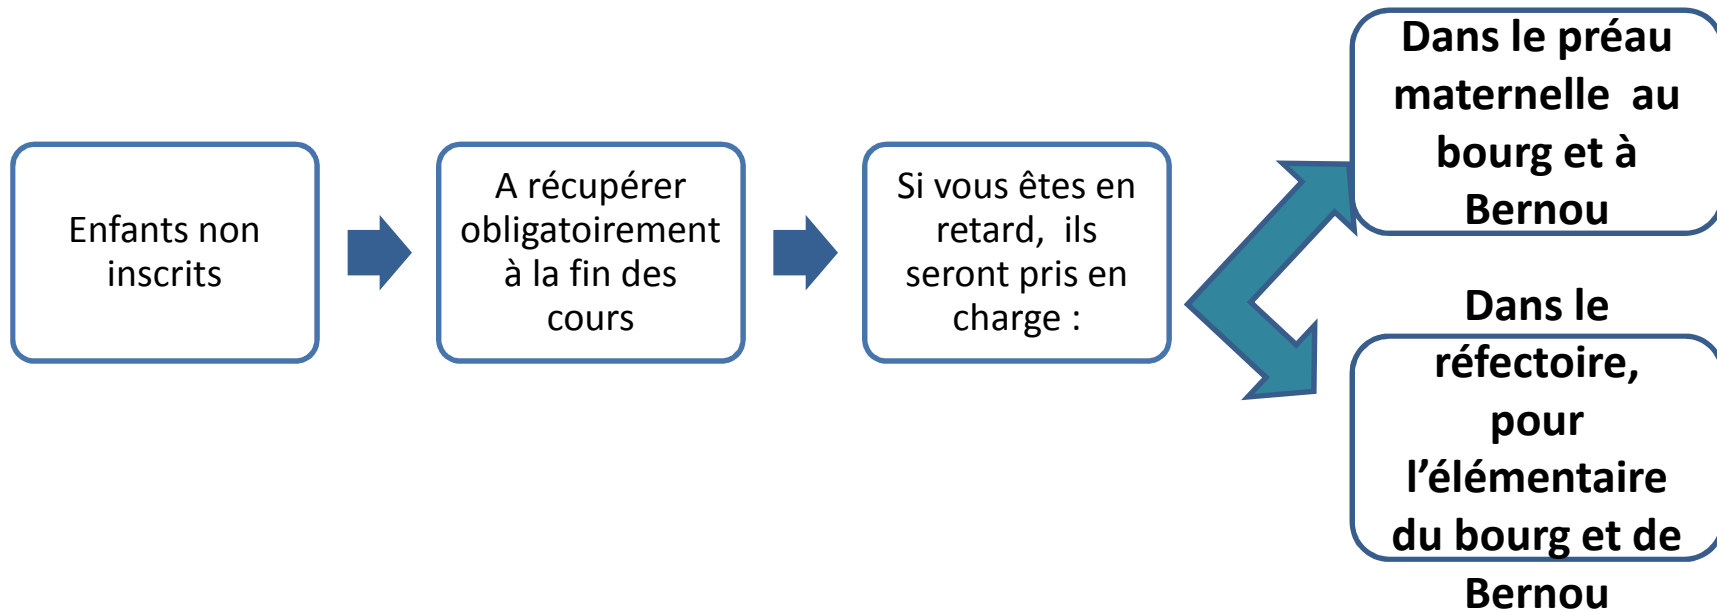 Enfants non
inscrits
A récupérer
obligatoirement
à la fin des
cours
Si vous êtes en
retard, ils
seront pris en
charge :
Dans le préau
maternelle au
bourg et à
Bernou
Dans le
réfectoire,
pour
l’élémentaire
du bourg et de
Bernou